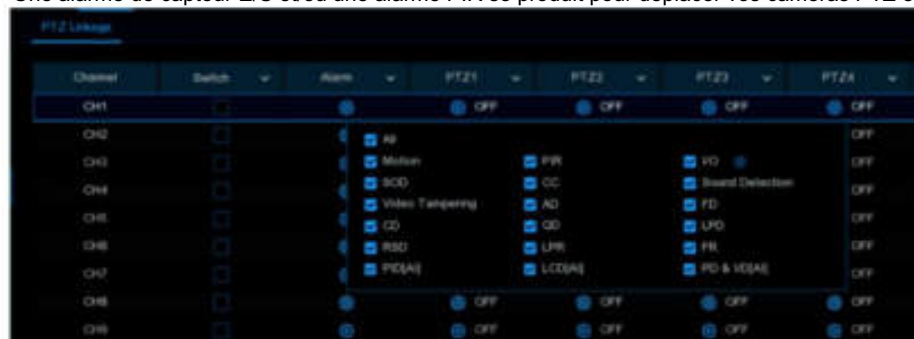 PTZ Linkage
Channel Switch Alarm PTZ1 PTZ2 PTZ3 PTZ4
CH1 OFF OFF OFF OFF
CH2 OFF
CH3 OFF
CH4 OFF
CH5 OFF
CH6 OFF
CH7 OFF
CH8 OFF OFF OFF OFF
CH9 OFF OFF OFF OFF
All
Motion PIR I/O
SOD CC Sound Detection
Video Tampering AD FD
CD QD LPD
RSD LPR FR
PID[AI] LCD[AI] PD & VD[AI]